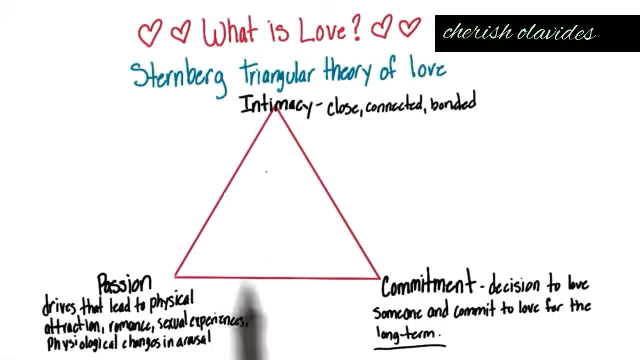 What is Love?
cherish olavides
Sternberg Triangular theory of love
Intimacy - close, connected, bonded
Passion
drives that lead to physical
attraction, romance, sexual experiences,
Physiological changes in arasal
Commitment - decision to love
someone and commit to love for the
long-term.